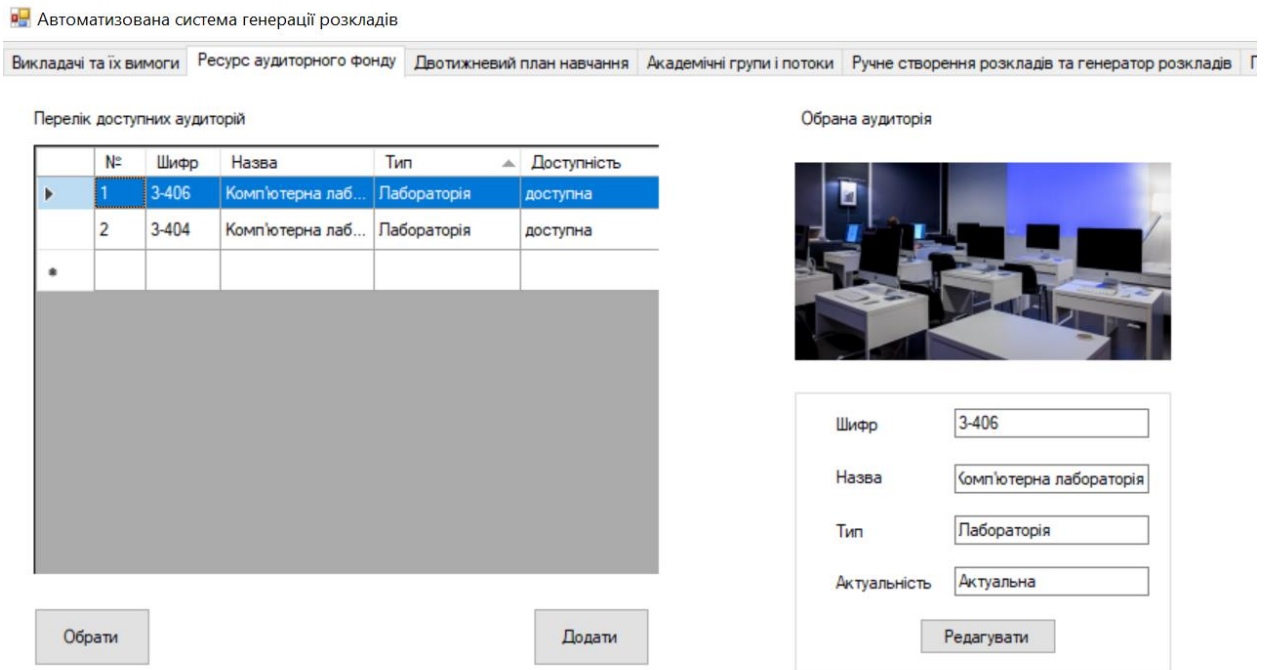 Автоматизована система генерації розкладів
Викладачі та їх вимоги Ресурс аудиторного фонду Двотижневий план навчання Академічні групи і потоки Ручне створення розкладів та генератор розкладів
Перелік доступних аудиторій
№ Шифр Назва Тип Доступність
1 3-406 Комп'ютерна лаб... Лабораторія доступна
2 3-404 Комп'ютерна лаб... Лабораторія доступна
Обрати Додати
Обрана аудиторія
Шифр 3-406
Назва Комп'ютерна лабораторія
Тип Лабораторія
Актуальність Актуальна
Редагувати